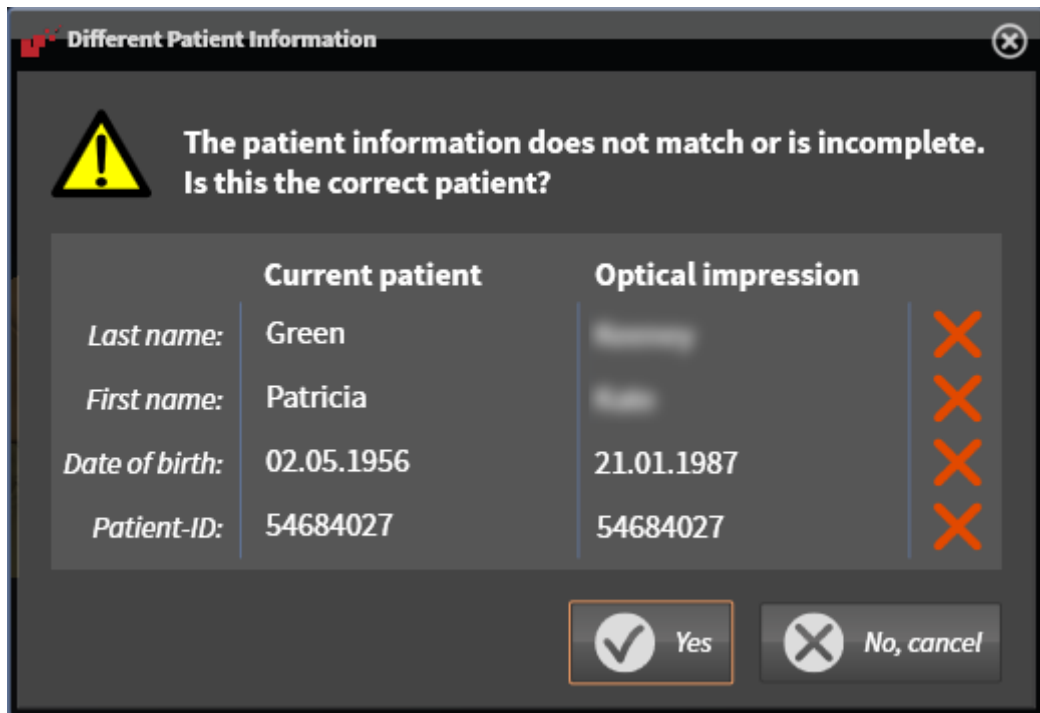 Different Patient Information
The patient information does not match or is incomplete.
Is this the correct patient?
Current patient Optical impression
Last name: Green
First name: Patricia
Date of birth: 02.05.1956 21.01.1987
Patient-ID: 54684027 54684027
Yes No, cancel